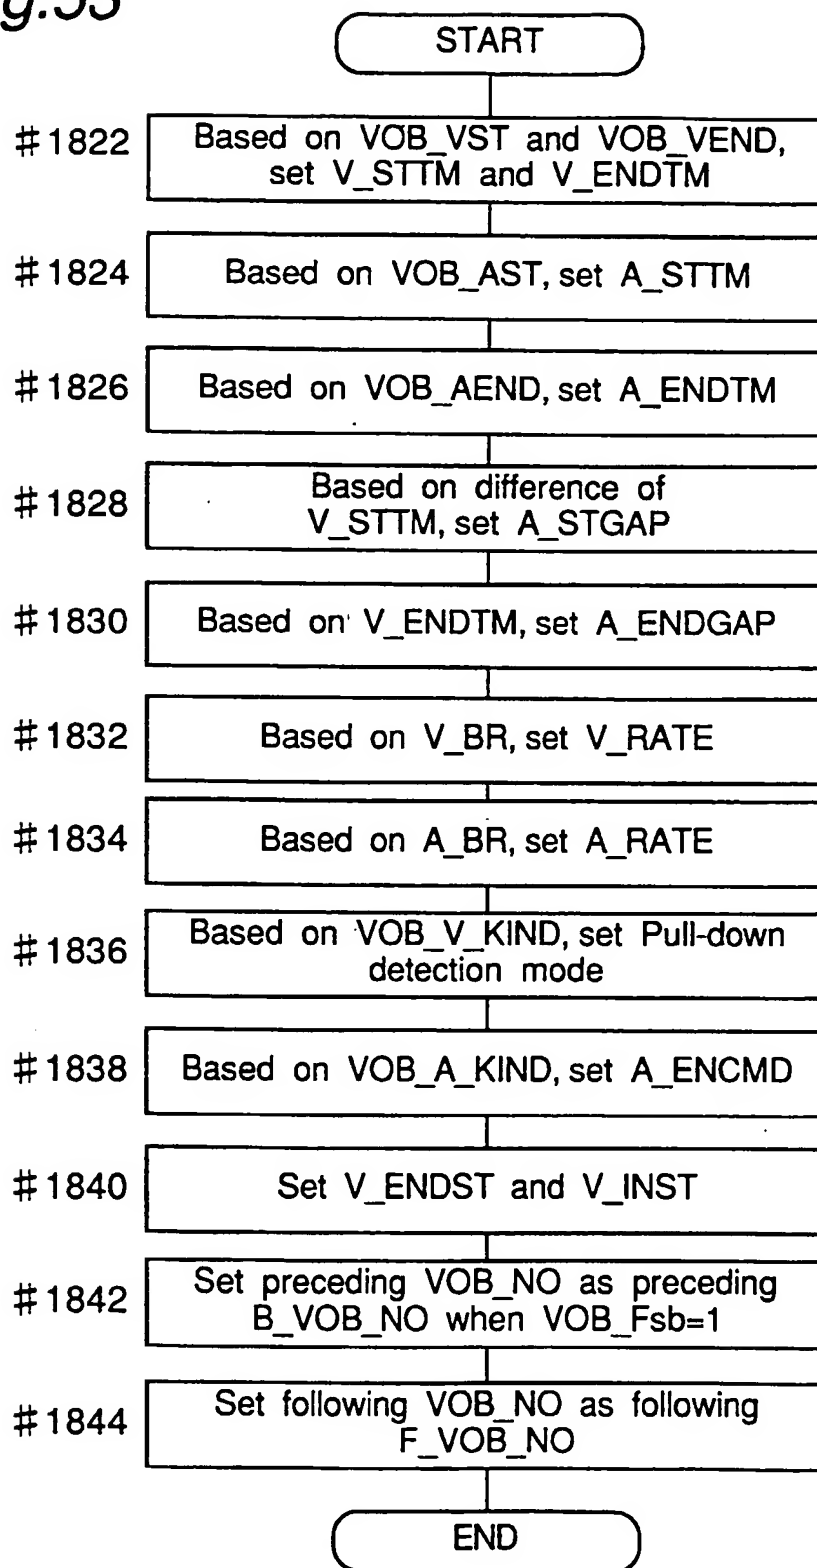 g.53
START
#1822
Based on VOB_VST and VOB_VEND,
set V_STTM and V_ENDTM
#1824
Based on VOB_AST, set A_STTM
#1826
Based on VOB_AEND, set A_ENDTM
#1828
Based on difference of
V_STTM, set A_STGAP
#1830
Based on V_ENDTM, set A_ENDGAP
#1832
Based on V_BR, set V_RATE
#1834
Based on A_BR, set A_RATE
#1836
Based on VOB_V_KIND, set Pull-down
detection mode
#1838
Based on VOB_A_KIND, set A_ENCMD
#1840
Set V_ENDST and V_INST
#1842
Set preceding VOB_NO as preceding
B_VOB_NO when VOB_Fsb=1
#1844
Set following VOB_NO as following
F_VOB_NO
END